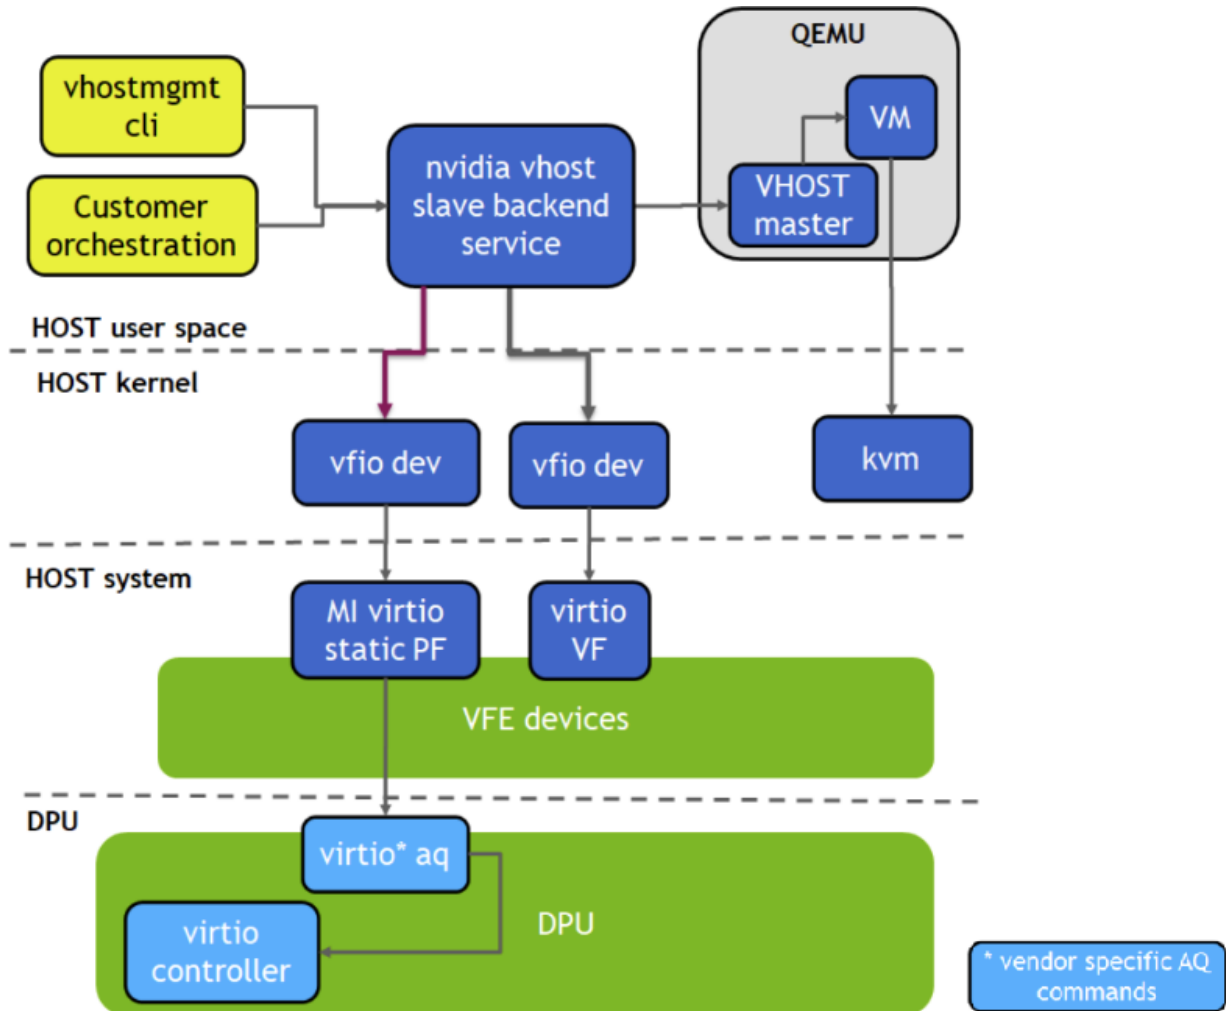 QEMU
vhostmgmt
cli
VM
nvidia vhost
slave backend
service
VHOST
master
Customer
orchestration
HOST user space
HOST kernel
vfio dev
vfio dev
kvm
HOST system
MI virtio
static PF
virtio
VF
VFE devices
DPU
virtio* aq
DPU
virtio
controller
* vendor specific AQ
commands